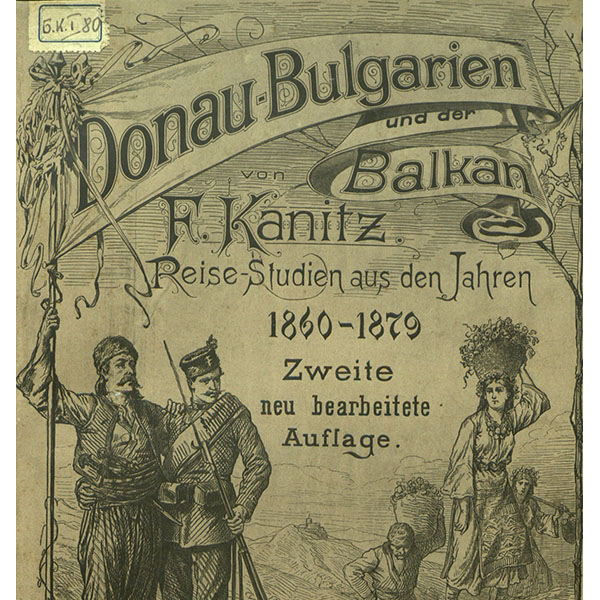 Б.К.I 80
Donau-Bulgarien
und der
Balkan
von
F. Kanitz.
Reise-Studien aus den Jahren
1860-1879
Zweite
neu bearbeitete
Auflage.